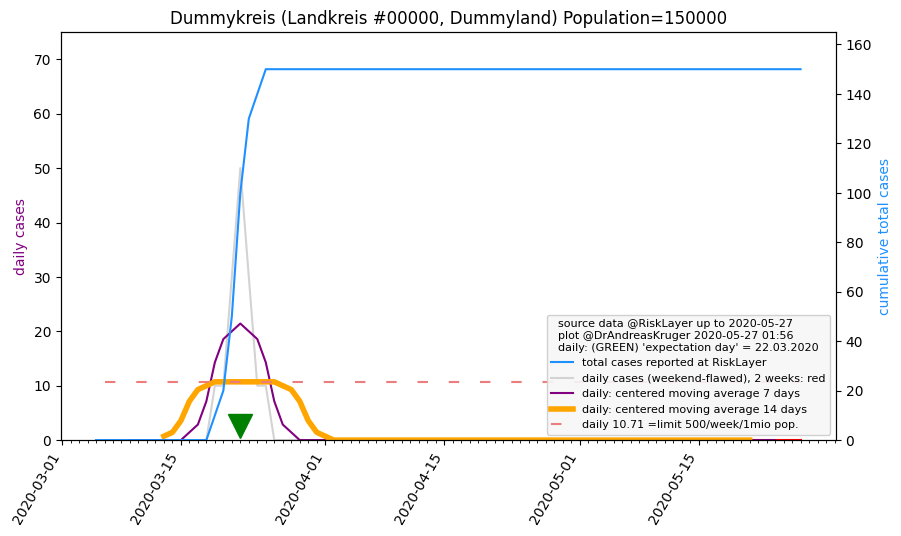 Dummykreis (Landkreis #00000, Dummyland) Population=150000
70
60
50
40
30
20
10
0
daily cases
160
140
120
100
80
60
40
20
0
cumulative total cases
source data @RiskLayer up to 2020-05-27
plot @DrAndreasKruger 2020-05-27 01:56
daily: (GREEN) 'expectation day' = 22.03.2020
total cases reported at RiskLayer
daily cases (weekend-flawed), 2 weeks: red
daily: centered moving average 7 days
daily: centered moving average 14 days
daily 10.71 =limit 500/week/1mio pop.
2020-03-01
2020-03-15
2020-04-01
2020-04-15
2020-05-01
2020-05-15